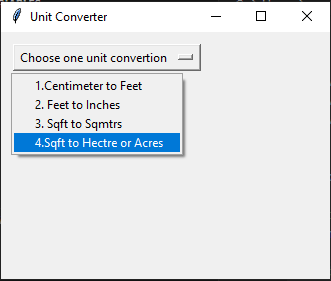 Unit Converter
Choose one unit convertion
1.Centimeter to Feet
2. Feet to Inches
3. Sqft to Sqmtrs
4.Sqft to Hectre or Acres